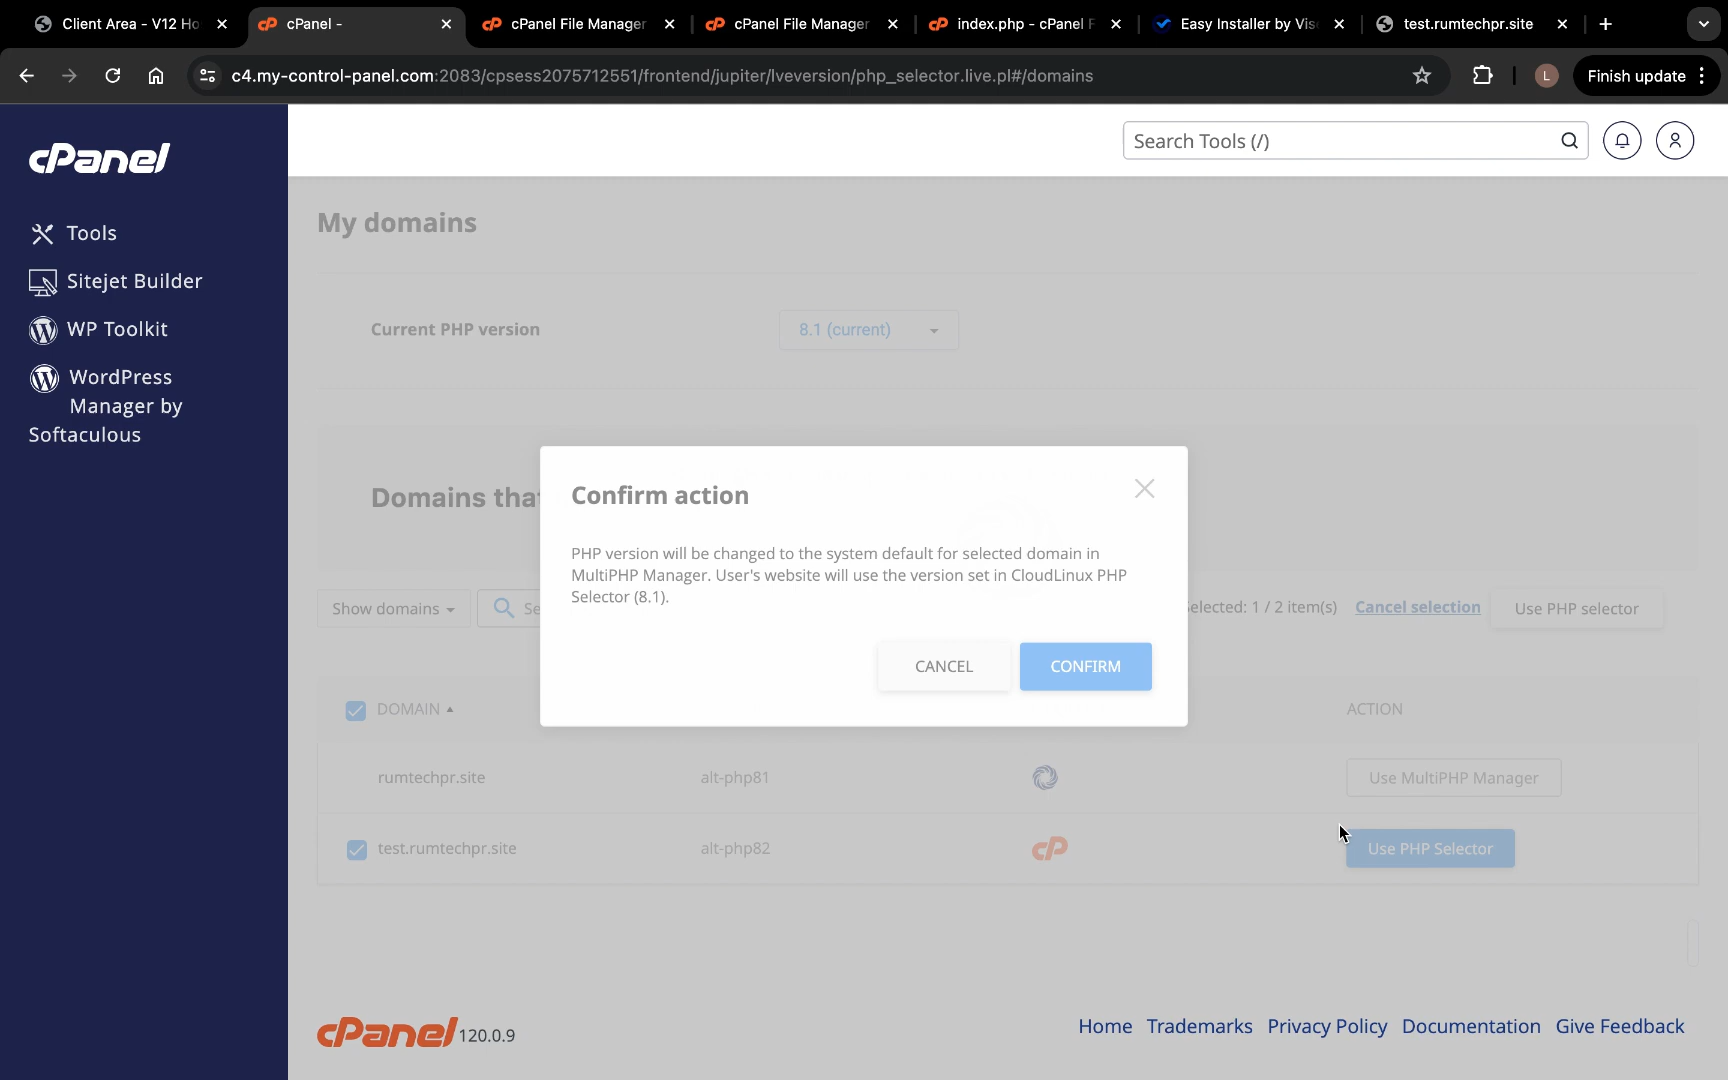 Client Area - V12 Ho
cPanel -
cPanel File Manager
cPanel File Manager
index.php - cPanel F
Easy Installer by Vis
test.rumtechpr.site
c4.my-control-panel.com:2083/cpsess2075712551/frontend/jupiter/lveversion/php_selector.live.pl#/domains
L
Finish update
cPanel
Search Tools (/)
Tools
Sitejet Builder
WP Toolkit
WordPress
Manager by
Softaculous
My domains
Current PHP version
8.1 (current)
Domains that
Confirm action
PHP version will be changed to the system default for selected domain in
MultiPHP Manager. User's website will use the version set in CloudLinux PHP
Selector (8.1).
CANCEL
CONFIRM
Show domains
Se
elected: 1 / 2 item(s)
Cancel selection
Use PHP selector
DOMAIN
ACTION
rumtechpr.site
alt-php81
Use MultiPHP Manager
test.rumtechpr.site
alt-php82
cP
Use PHP Selector
cPanel 120.0.9
Home
Trademarks
Privacy Policy
Documentation
Give Feedback